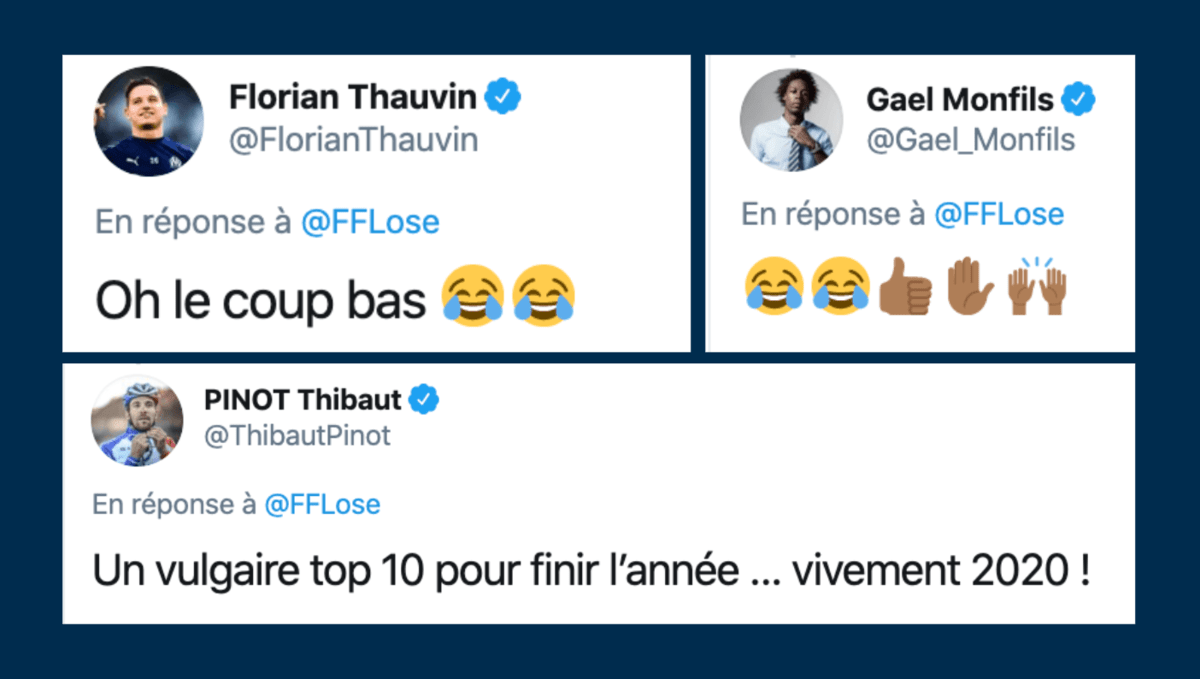 Florian Thauvin
@FlorianThauvin
En réponse à @FFLose
Oh le coup bas 😂😂
Gael Monfils
@Gael_Monfils
En réponse à @FFLose
😂😂👍🏾✋🏾🙌🏾
PINOT Thibaut
@ThibautPinot
En réponse à @FFLose
Un vulgaire top 10 pour finir l’année ... vivement 2020 !